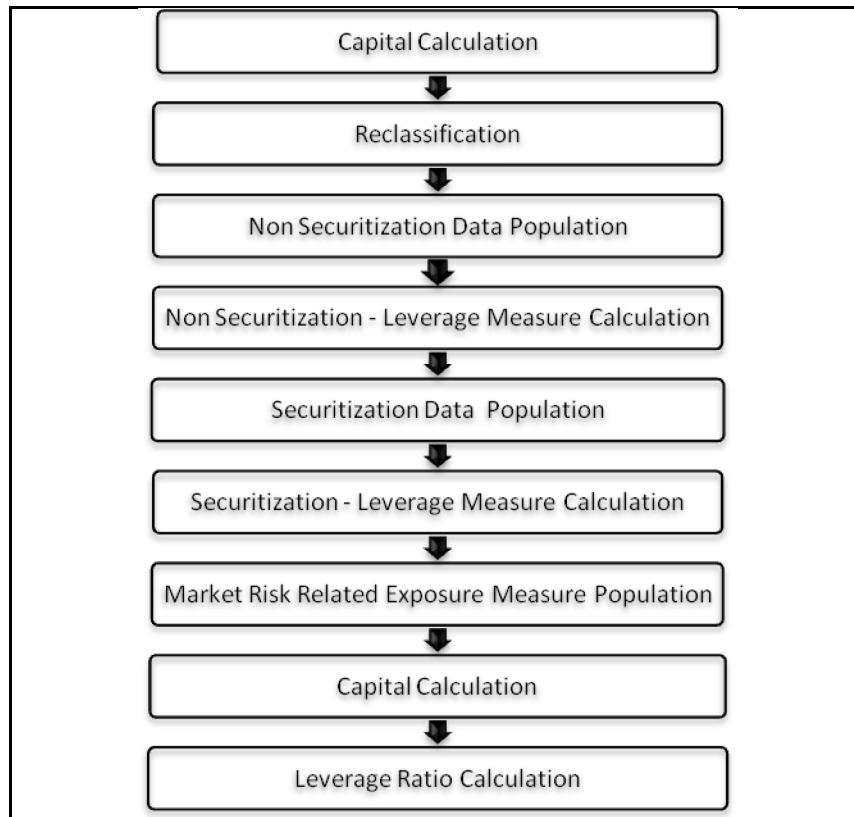 Capital Calculation
Reclassification
Non Securitization Data Population
Non Securitization - Leverage Measure Calculation
Securitization Data Population
Securitization - Leverage Measure Calculation
Market Risk Related Exposure Measure Population
Capital Calculation
Leverage Ratio Calculation